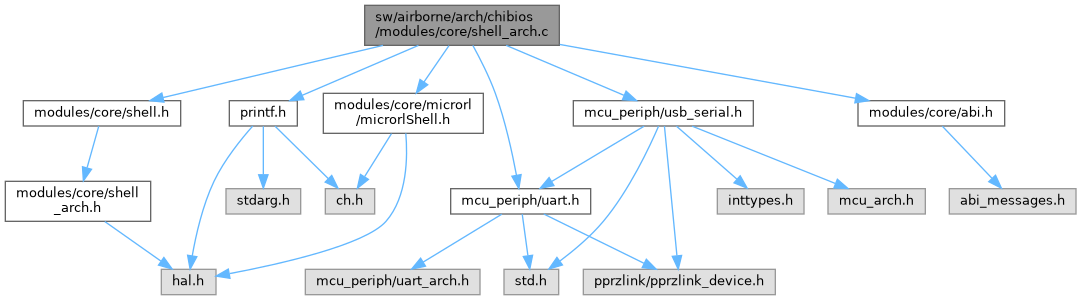 sw/airborne/arch/chibios
/modules/core/shell_arch.c
modules/core/shell.h
printf.h
modules/core/microrl
/microrlShell.h
mcu_periph/usb_serial.h
modules/core/abi.h
modules/core/shell
_arch.h
stdarg.h
ch.h
mcu_periph/uart.h
inttypes.h
mcu_arch.h
abi_messages.h
hal.h
mcu_periph/uart_arch.h
std.h
pprzlink/pprzlink_device.h